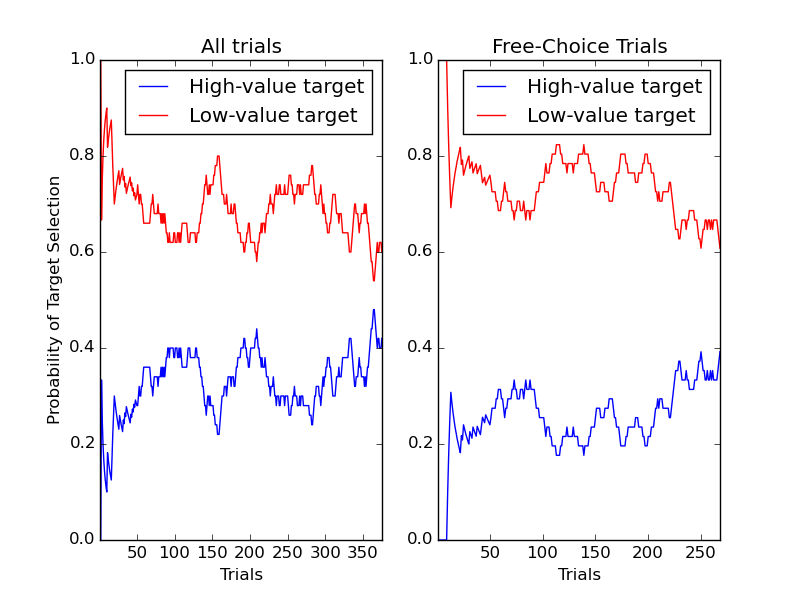 All trials
Free-Choice Trials
High-value target
Low-value target
High-value target
Low-value target
Probability of Target Selection
1.0
0.8
0.6
0.4
0.2
0.0
1.0
0.8
0.6
0.4
0.2
0.0
50 100 150 200 250 300 350
50 100 150 200 250
Trials
Trials